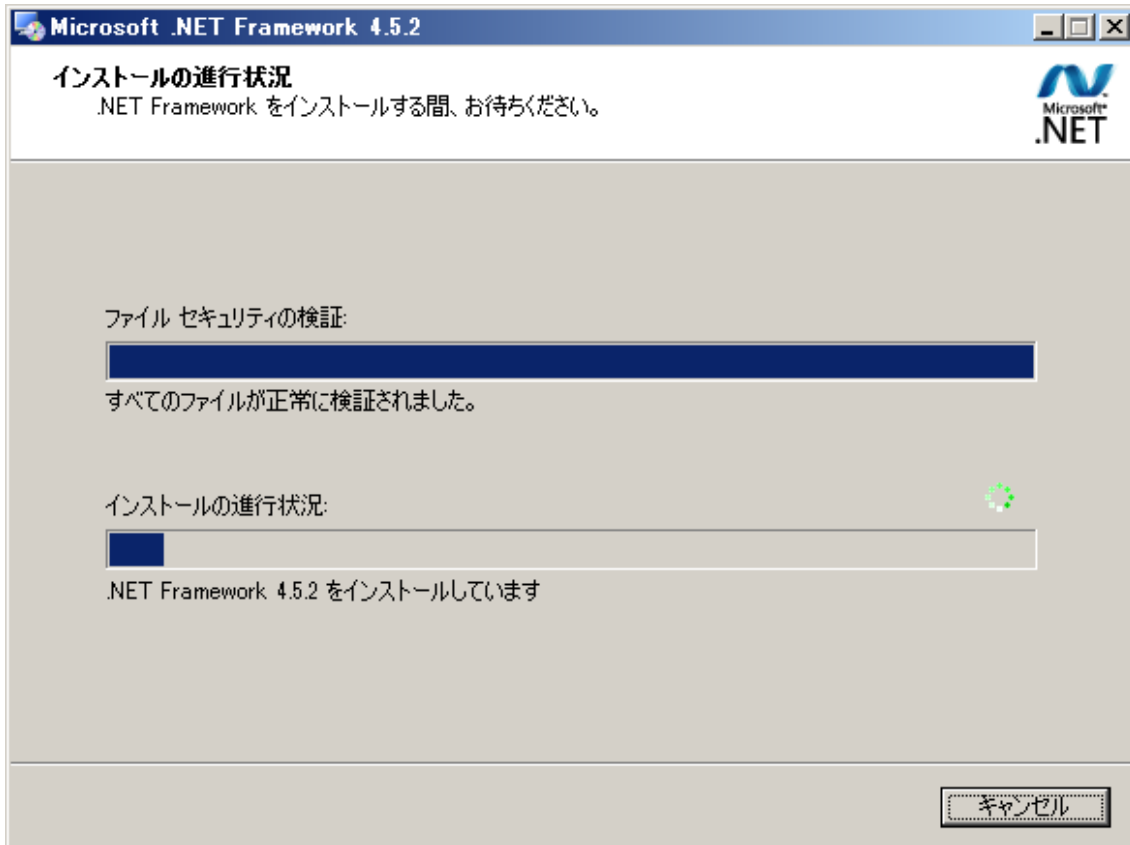 Microsoft .NET Framework 4.5.2
インストールの進行状況
.NET Framework をインストールする間、お待ちください。
Microsoft®
.NET
ファイル セキュリティの検証:
すべてのファイルが正常に検証されました。
インストールの進行状況:
.NET Framework 4.5.2 をインストールしています
キャンセル